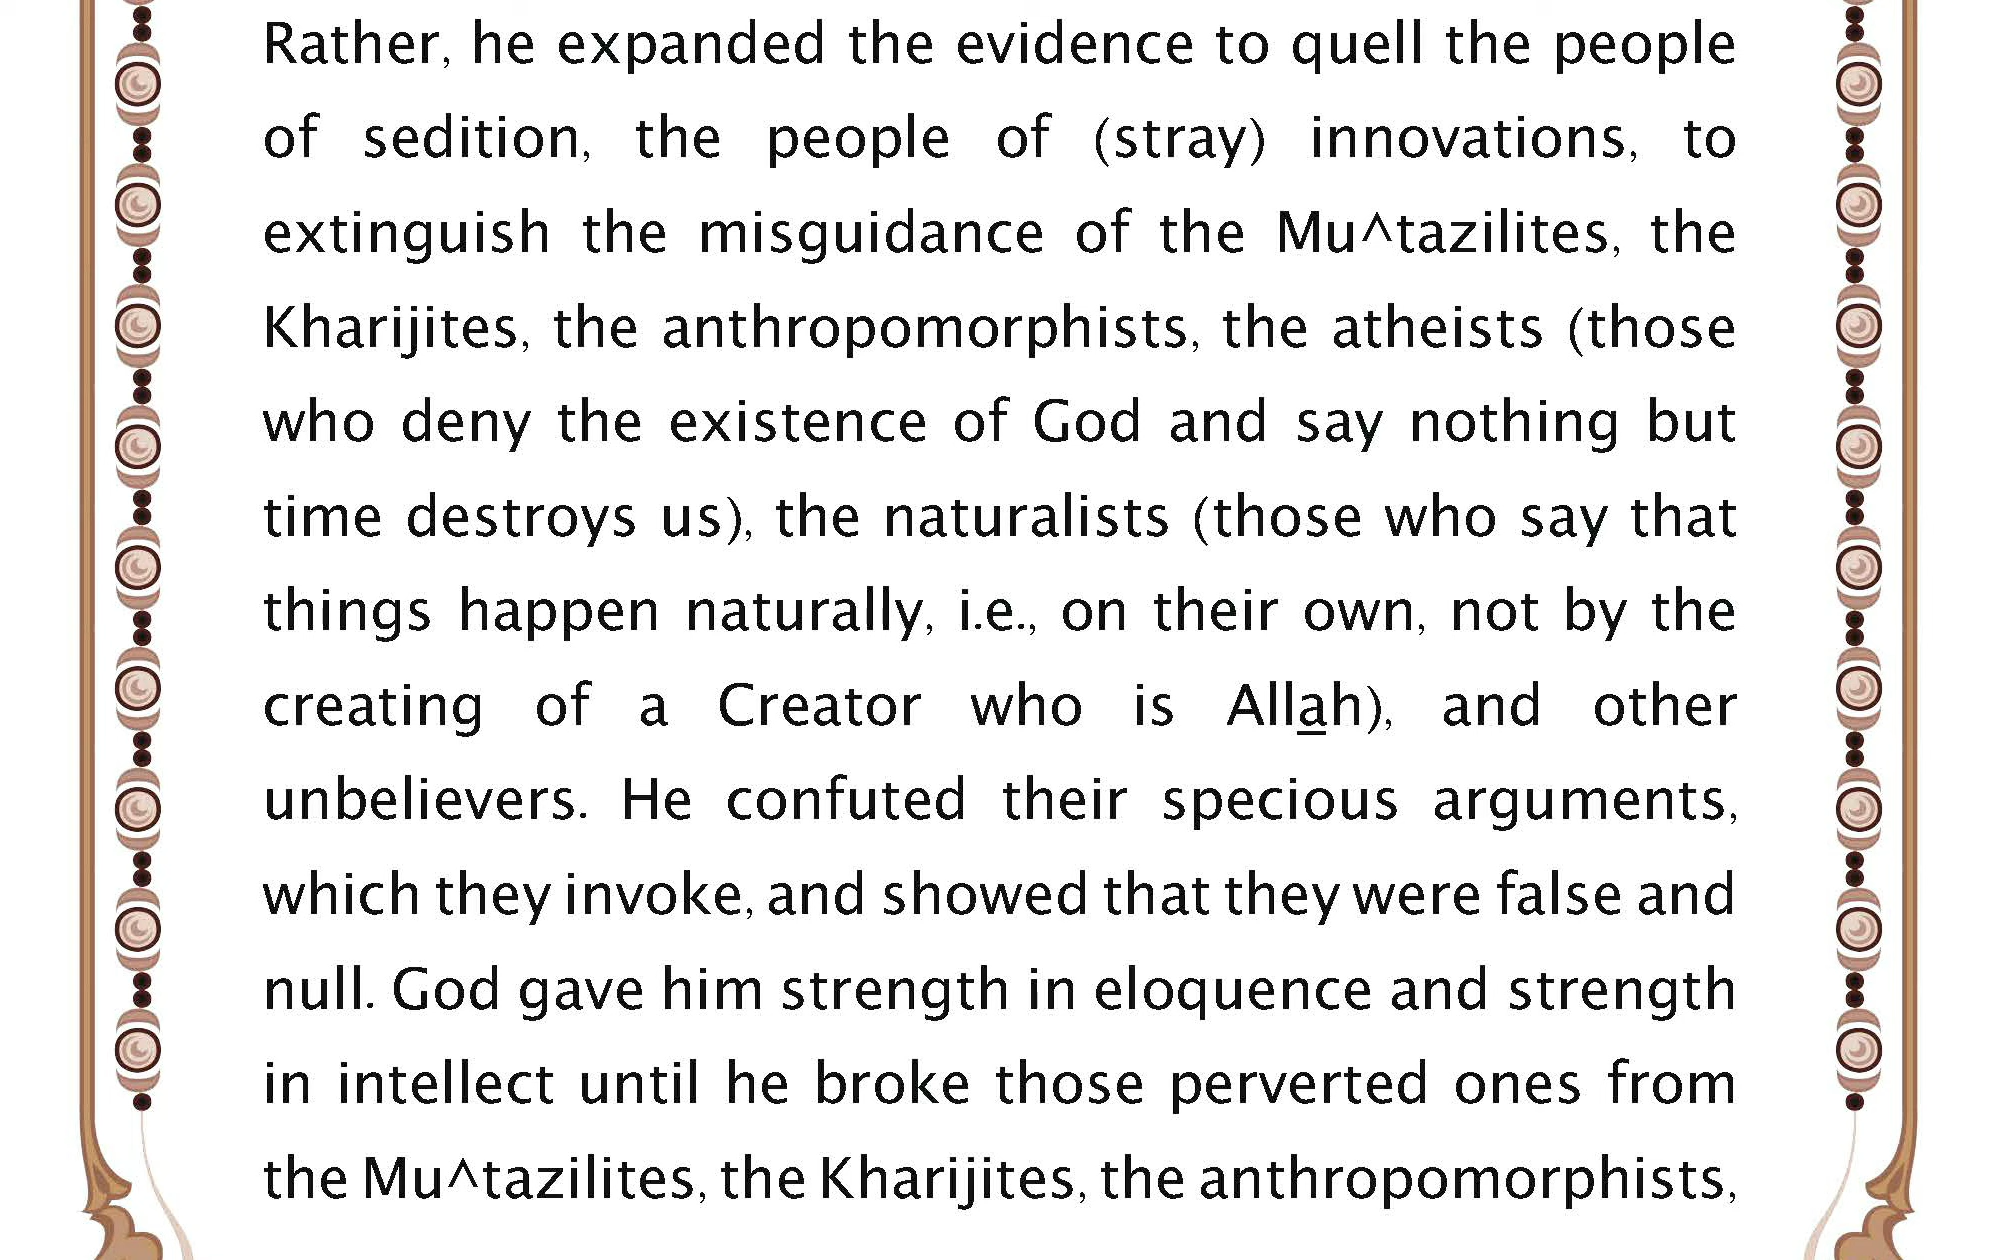 Rather, he expanded the evidence to quell the people
of sedition, the people of (stray) innovations, to
extinguish the misguidance of the Mu^tazilites, the
Kharijites, the anthropomorphists, the atheists (those
who deny the existence of God and say nothing but
time destroys us), the naturalists (those who say that
things happen naturally, i.e., on their own, not by the
creating of a Creator who is Alla̲h), and other
unbelievers. He confuted their specious arguments,
which they invoke, and showed that they were false and
null. God gave him strength in eloquence and strength
in intellect until he broke those perverted ones from
the Mu^tazilites, the Kharijites, the anthropomorphists,